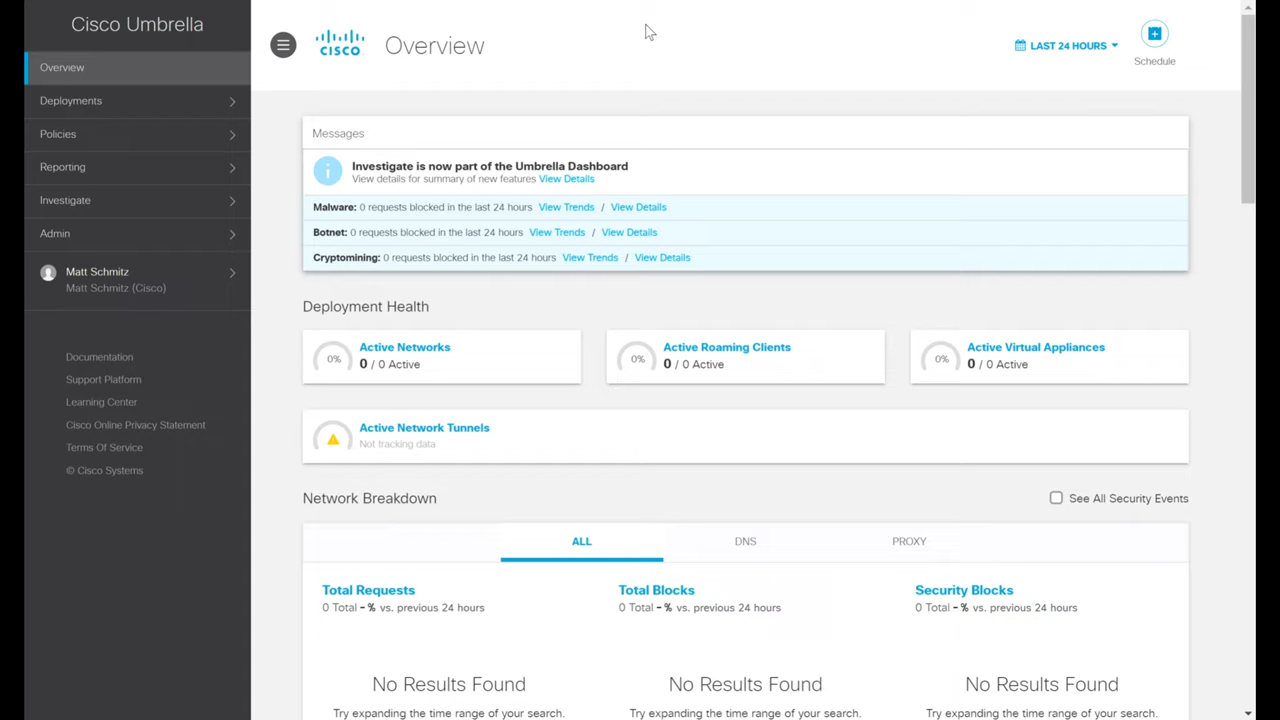 Cisco Umbrella
Overview
Deployments
Policies
Reporting
Investigate
Admin
Matt Schmitz
Matt Schmitz (Cisco)
Documentation
Support Platform
Learning Center
Cisco Online Privacy Statement
Terms Of Service
© Cisco Systems
CISCO
Overview
LAST 24 HOURS
Schedule
Messages
Investigate is now part of the Umbrella Dashboard
View details for summary of new features View Details
Malware: 0 requests blocked in the last 24 hours View Trends / View Details
Botnet: 0 requests blocked in the last 24 hours View Trends / View Details
Cryptomining: 0 requests blocked in the last 24 hours View Trends / View Details
Deployment Health
0% Active Networks
0 / 0 Active
0% Active Roaming Clients
0 / 0 Active
0% Active Virtual Appliances
0 / 0 Active
Active Network Tunnels
Not tracking data
Network Breakdown
See All Security Events
ALL DNS PROXY
Total Requests
0 Total – % vs. previous 24 hours
Total Blocks
0 Total – % vs. previous 24 hours
Security Blocks
0 Total – % vs. previous 24 hours
No Results Found
Try expanding the time range of your search.
No Results Found
Try expanding the time range of your search.
No Results Found
Try expanding the time range of your search.